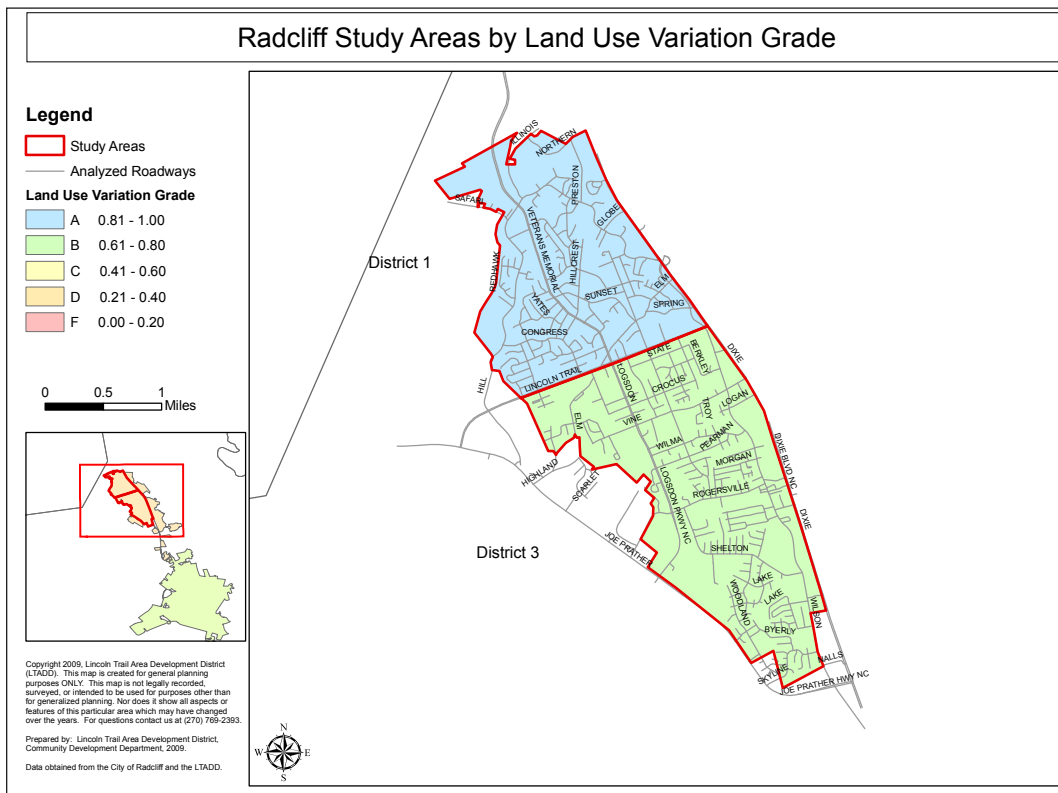 Radcliff Study Areas by Land Use Variation Grade
Legend
Study Areas
Analyzed Roadways
Land Use Variation Grade
A 0.81 - 1.00
B 0.61 - 0.80
C 0.41 - 0.60
D 0.21 - 0.40
F 0.00 - 0.20
0 0.5 1
Miles
Copyright 2009, Lincoln Trail Area Development District
(LTADD). This map is created for general planning
purposes ONLY. This map is not legally recorded,
surveyed, or intended to be used for purposes other than
for generalized planning. Nor does it show all aspects or
features of this particular area which may have changed
over the years. For questions contact us at (270) 769-2393.
Prepared by: Lincoln Trail Area Development District,
Community Development Department, 2009.
Data obtained from the City of Radcliff and the LTADD.
N
W E
S
District 1
District 3
ILLINOIS
NORTHERN
SAFARI
PRESTON
GLOBE
VETERANS MEMORIAL
REDHAWK
HILLCREST
ELM
SUNSET
YATES
SPRING
CONGRESS
STATE
BERKLEY
DIXIE
LINCOLN TRAIL
LOGSDON
CROCUS
HILL
TROY
LOGAN
ELM
VINE
PEARMAN
WILMA
DIXIE BLVD NC
MORGAN
HIGHLAND
SCARLET
LOGSDON PKWY NC
ROGERSVILLE
DIXIE
JOE PRATHER
SHELTON
LAKE
WOODLAND
LAKE
WILSON
BYERLY
NALLS
SKYLINE
JOE PRATHER HWY NC